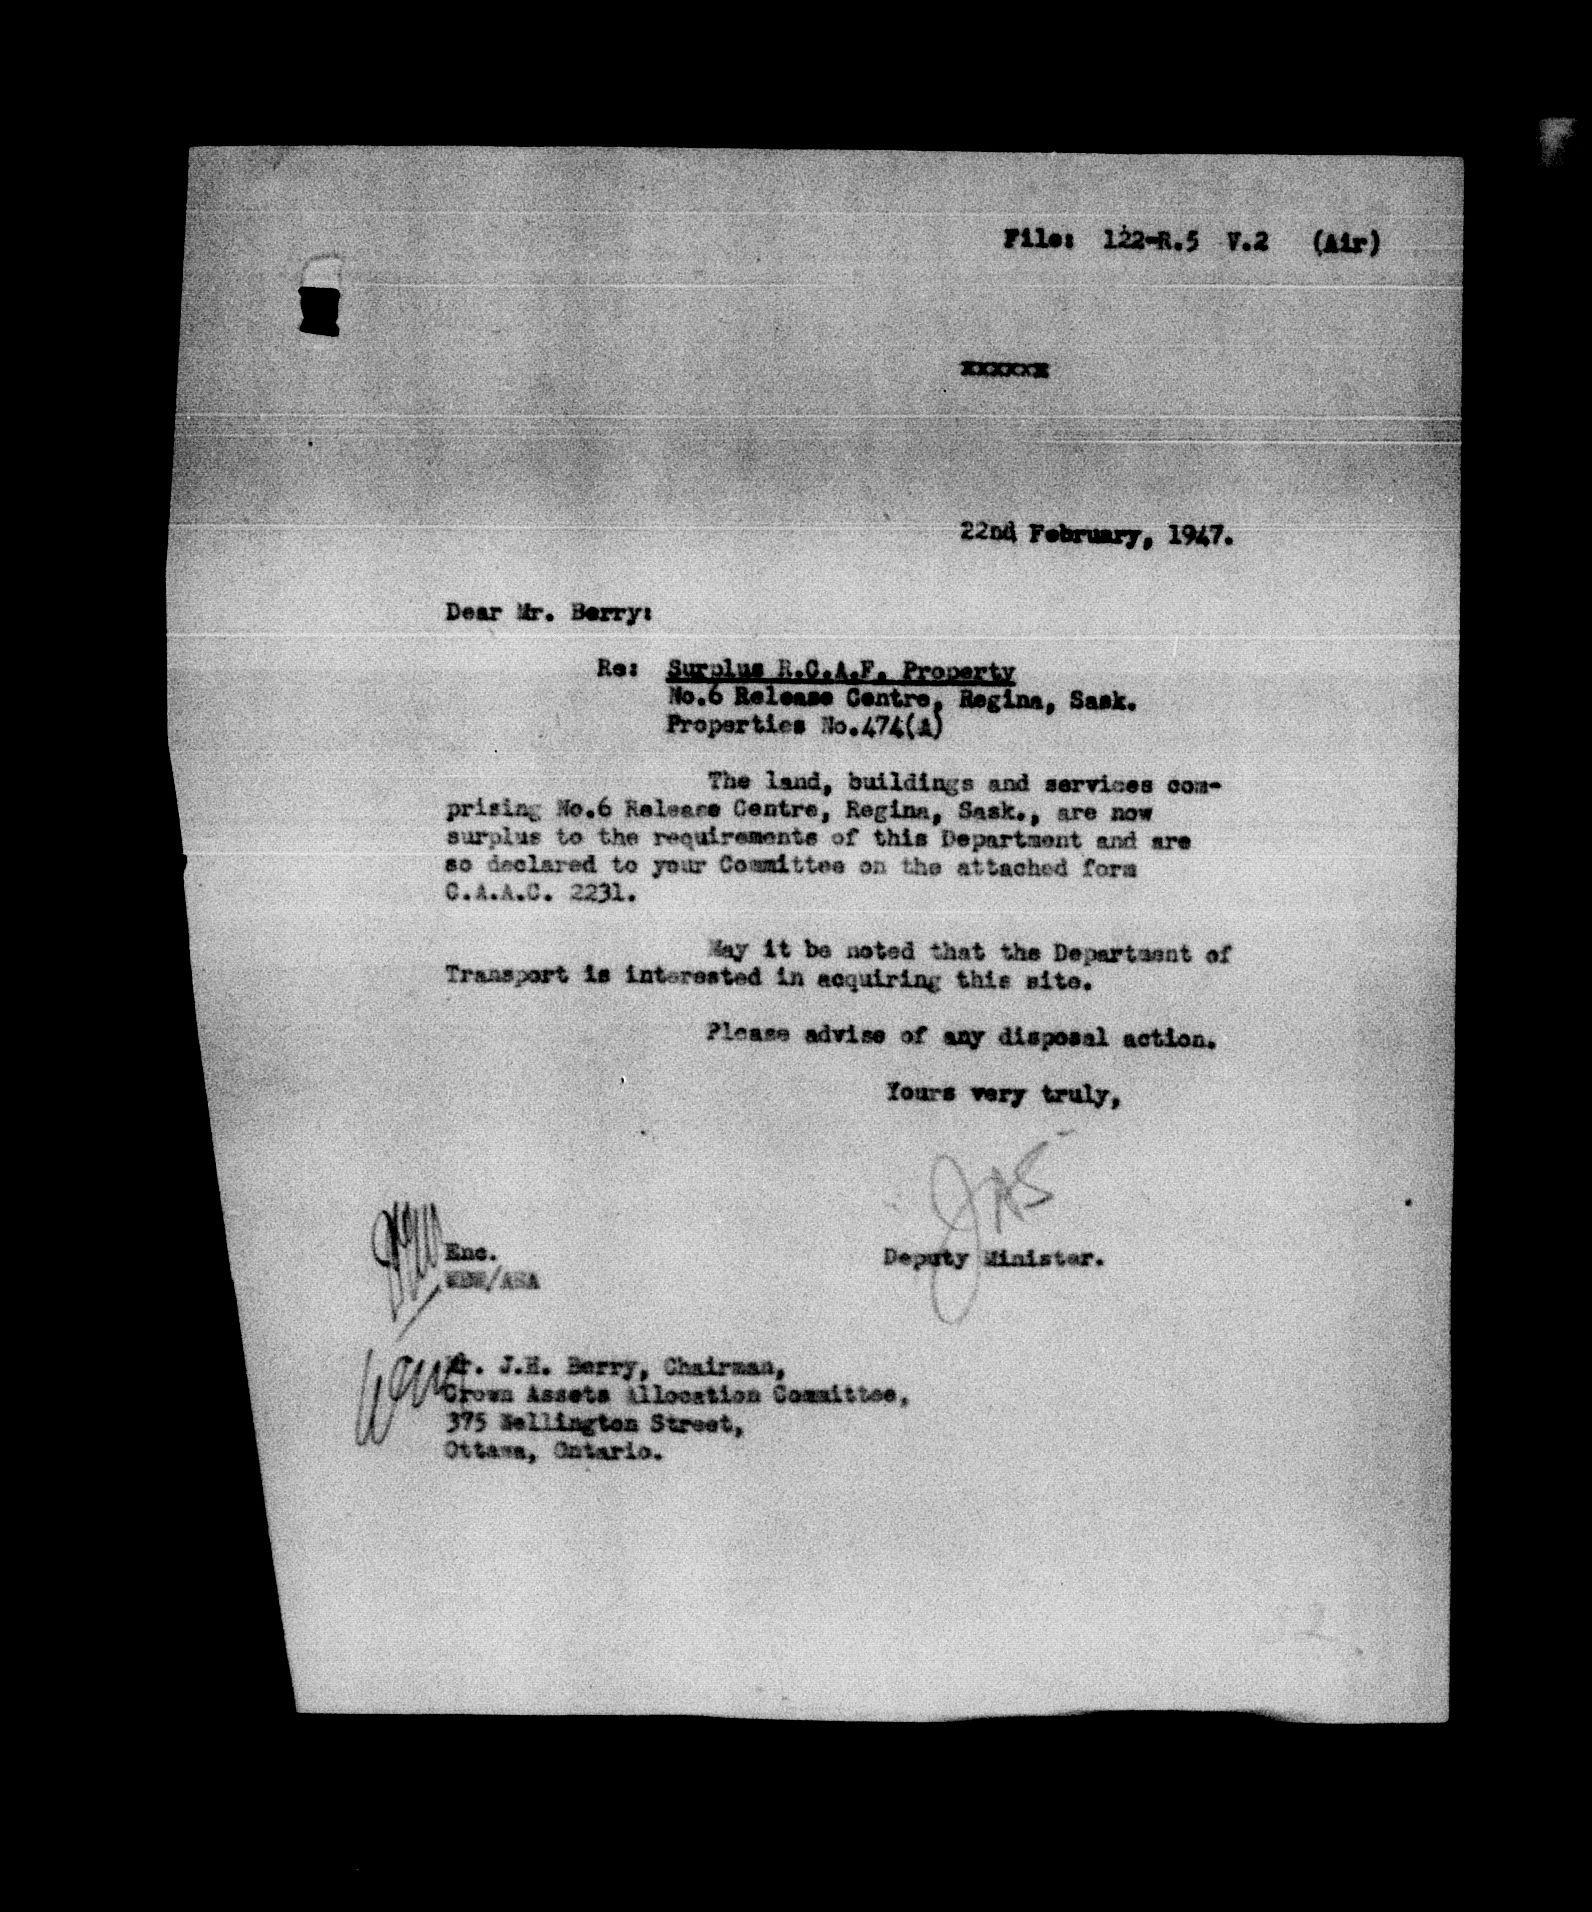 File: 122-R.5 V.2 (Air)
xxxxxx
22nd February, 1947.
Dear Mr. Berry:
Re: Surplus R.C.A.F. Property
No.6 Release Centre, Regina, Sask.
Properties No.474(A)
The land, buildings and services com-
prising No.6 Release Centre, Regina, Sask., are now
surplus to the requirements of this Department and are
so declared to your Committee on the attached form
C.A.A.C. 2231.
May it be noted that the Department of
Transport is interested in acquiring this site.
Please advise of any disposal action.
Yours very truly,
JAS
Enc.
Deputy Minister.
Mr. J.H. Berry, Chairman,
Crown Assets Allocation Committee,
375 Wellington Street,
Ottawa, Ontario.